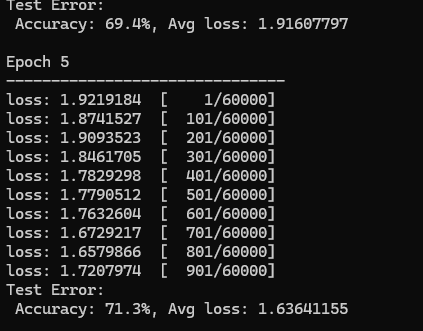 Test Error:
 Accuracy: 69.4%, Avg loss: 1.91607797

Epoch 5
-------------------------------
loss: 1.9219184  [    1/60000]
loss: 1.8741527  [  101/60000]
loss: 1.9093523  [  201/60000]
loss: 1.8461705  [  301/60000]
loss: 1.7829298  [  401/60000]
loss: 1.7790512  [  501/60000]
loss: 1.7632604  [  601/60000]
loss: 1.6729217  [  701/60000]
loss: 1.6579866  [  801/60000]
loss: 1.7207974  [  901/60000]
Test Error:
 Accuracy: 71.3%, Avg loss: 1.63641155